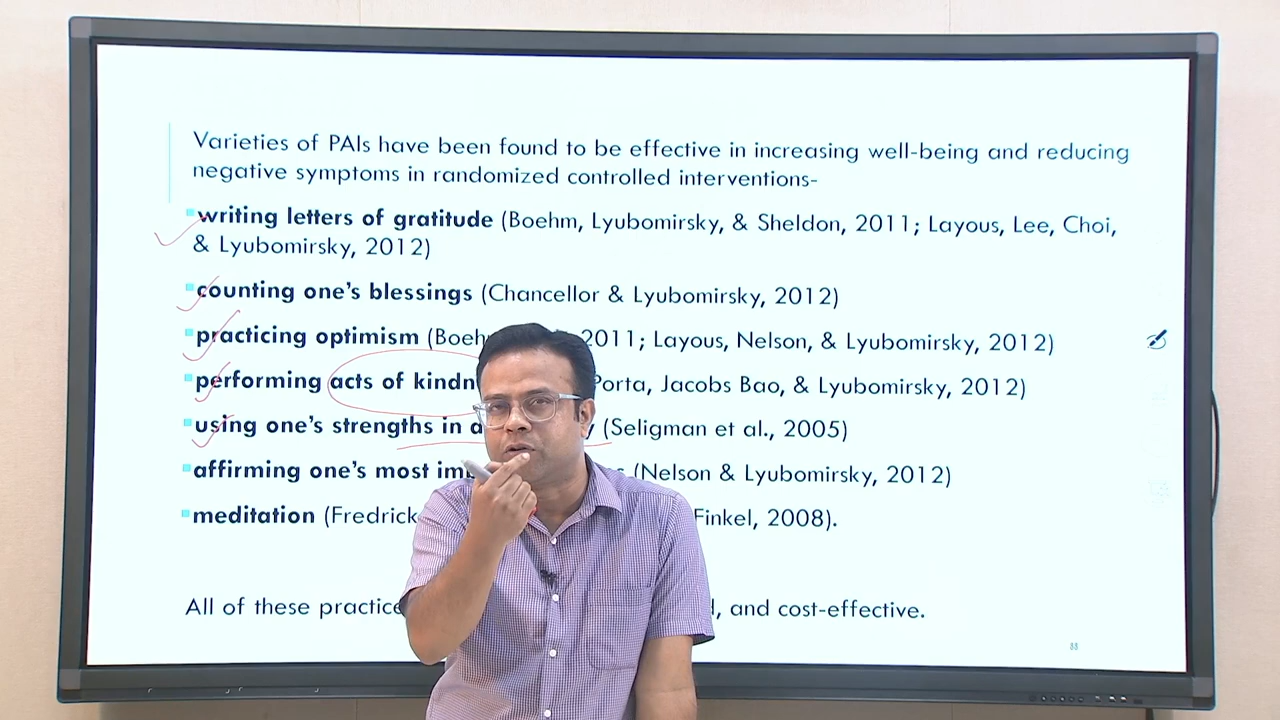 Varieties of PAIs have been found to be effective in increasing well-being and reducing
negative symptoms in randomized controlled interventions-
writing letters of gratitude (Boehm, Lyubomirsky, & Sheldon, 2011; Layous, Lee, Choi,
& Lyubomirsky, 2012)
counting one's blessings (Chancellor & Lyubomirsky, 2012)
practicing optimism (Boeh 2011; Layous, Nelson, & Lyubomirsky, 2012)
performing acts of kindn Porta, Jacobs Bao, & Lyubomirsky, 2012)
using one's strengths in a (Seligman et al., 2005)
affirming one's most im (Nelson & Lyubomirsky, 2012)
meditation (Fredrick Finkel, 2008).
All of these practice , and cost-effective.
88